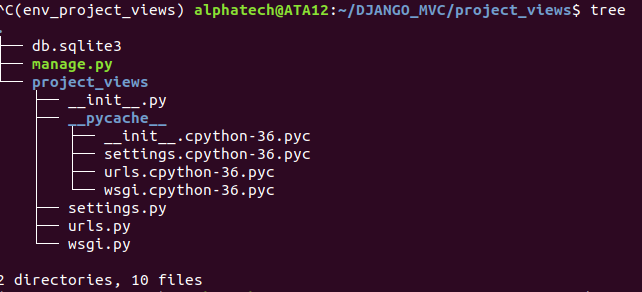 ^C(env_project_views) alphatech@ATA12:~/DJANGO_MVC/project_views$ tree
.
├── db.sqlite3
├── manage.py
└── project_views
    ├── __init__.py
    ├── __pycache__
    │   ├── __init__.cpython-36.pyc
    │   ├── settings.cpython-36.pyc
    │   ├── urls.cpython-36.pyc
    │   └── wsgi.cpython-36.pyc
    ├── settings.py
    ├── urls.py
    └── wsgi.py
2 directories, 10 files